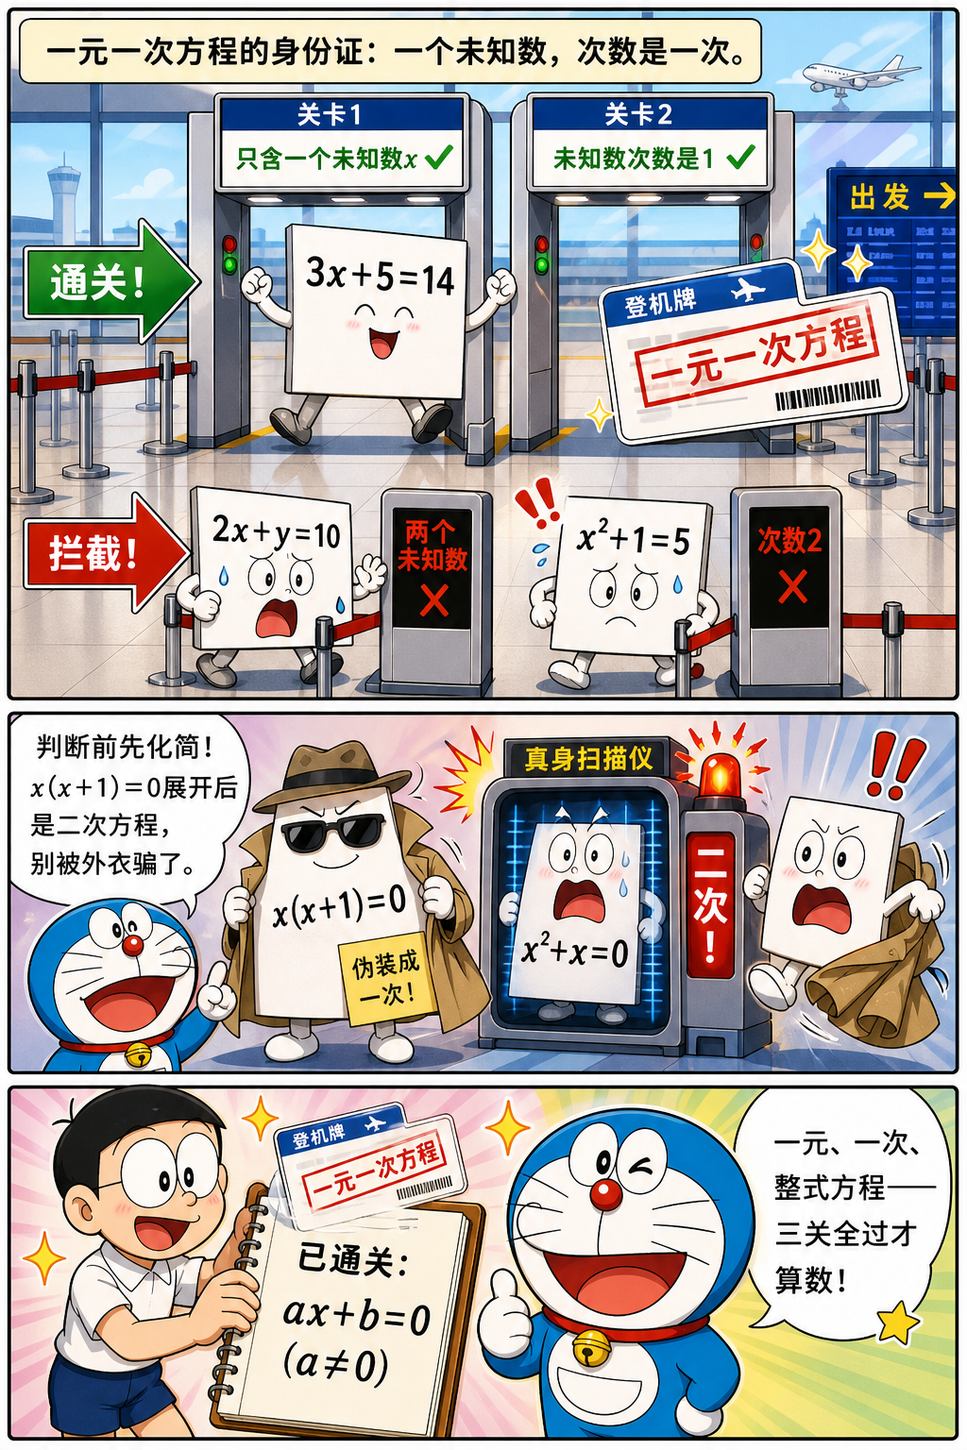 一元一次方程的身份证：一个未知数，次数是一次。
关卡1
只含一个未知数x ✓
关卡2
未知数次数是1 ✓
出发 →
通关！
3x+5=14
登机牌
一元一次方程
拦截！
2x+y=10
两个
未知数
X
!!
x²+1=5
次数2
X
判断前先化简！
x(x+1)=0展开后
是二次方程，
别被外衣骗了。
x(x+1)=0
伪装成
一次！
真身扫描仪
x²+x=0
二次！
!!
登机牌
一元一次方程
已通关：
ax+b=0
(a≠0)
一元、一次、
整式方程——
三关全过才
算数！